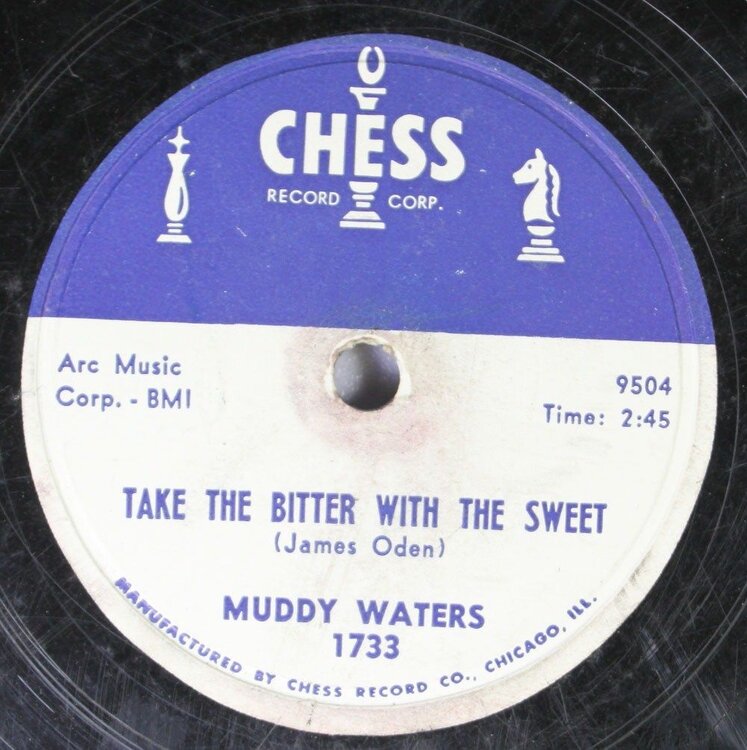 CHESS
RECORD CORP.
Arc Music
Corp. - BMI
9504
Time: 2:45
TAKE THE BITTER WITH THE SWEET
(James Oden)
MUDDY WATERS
1733
MANUFACTURED BY CHESS RECORD CO., CHICAGO, ILL.